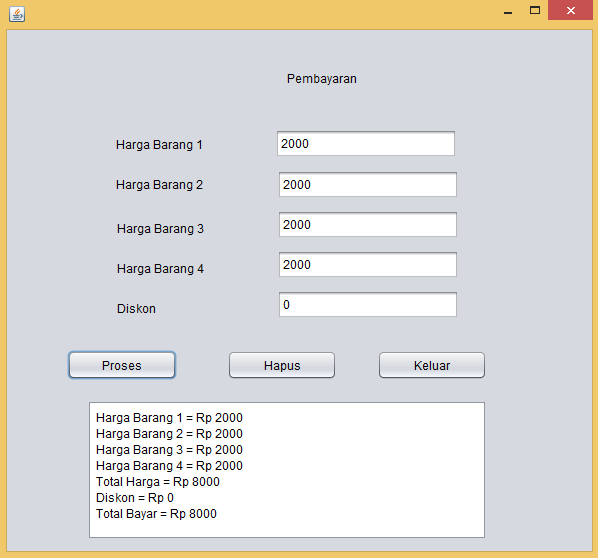 Pembayaran
Harga Barang 1 2000
Harga Barang 2 2000
Harga Barang 3 2000
Harga Barang 4 2000
Diskon 0
Proses Hapus Keluar
Harga Barang 1 = Rp 2000
Harga Barang 2 = Rp 2000
Harga Barang 3 = Rp 2000
Harga Barang 4 = Rp 2000
Total Harga = Rp 8000
Diskon = Rp 0
Total Bayar = Rp 8000